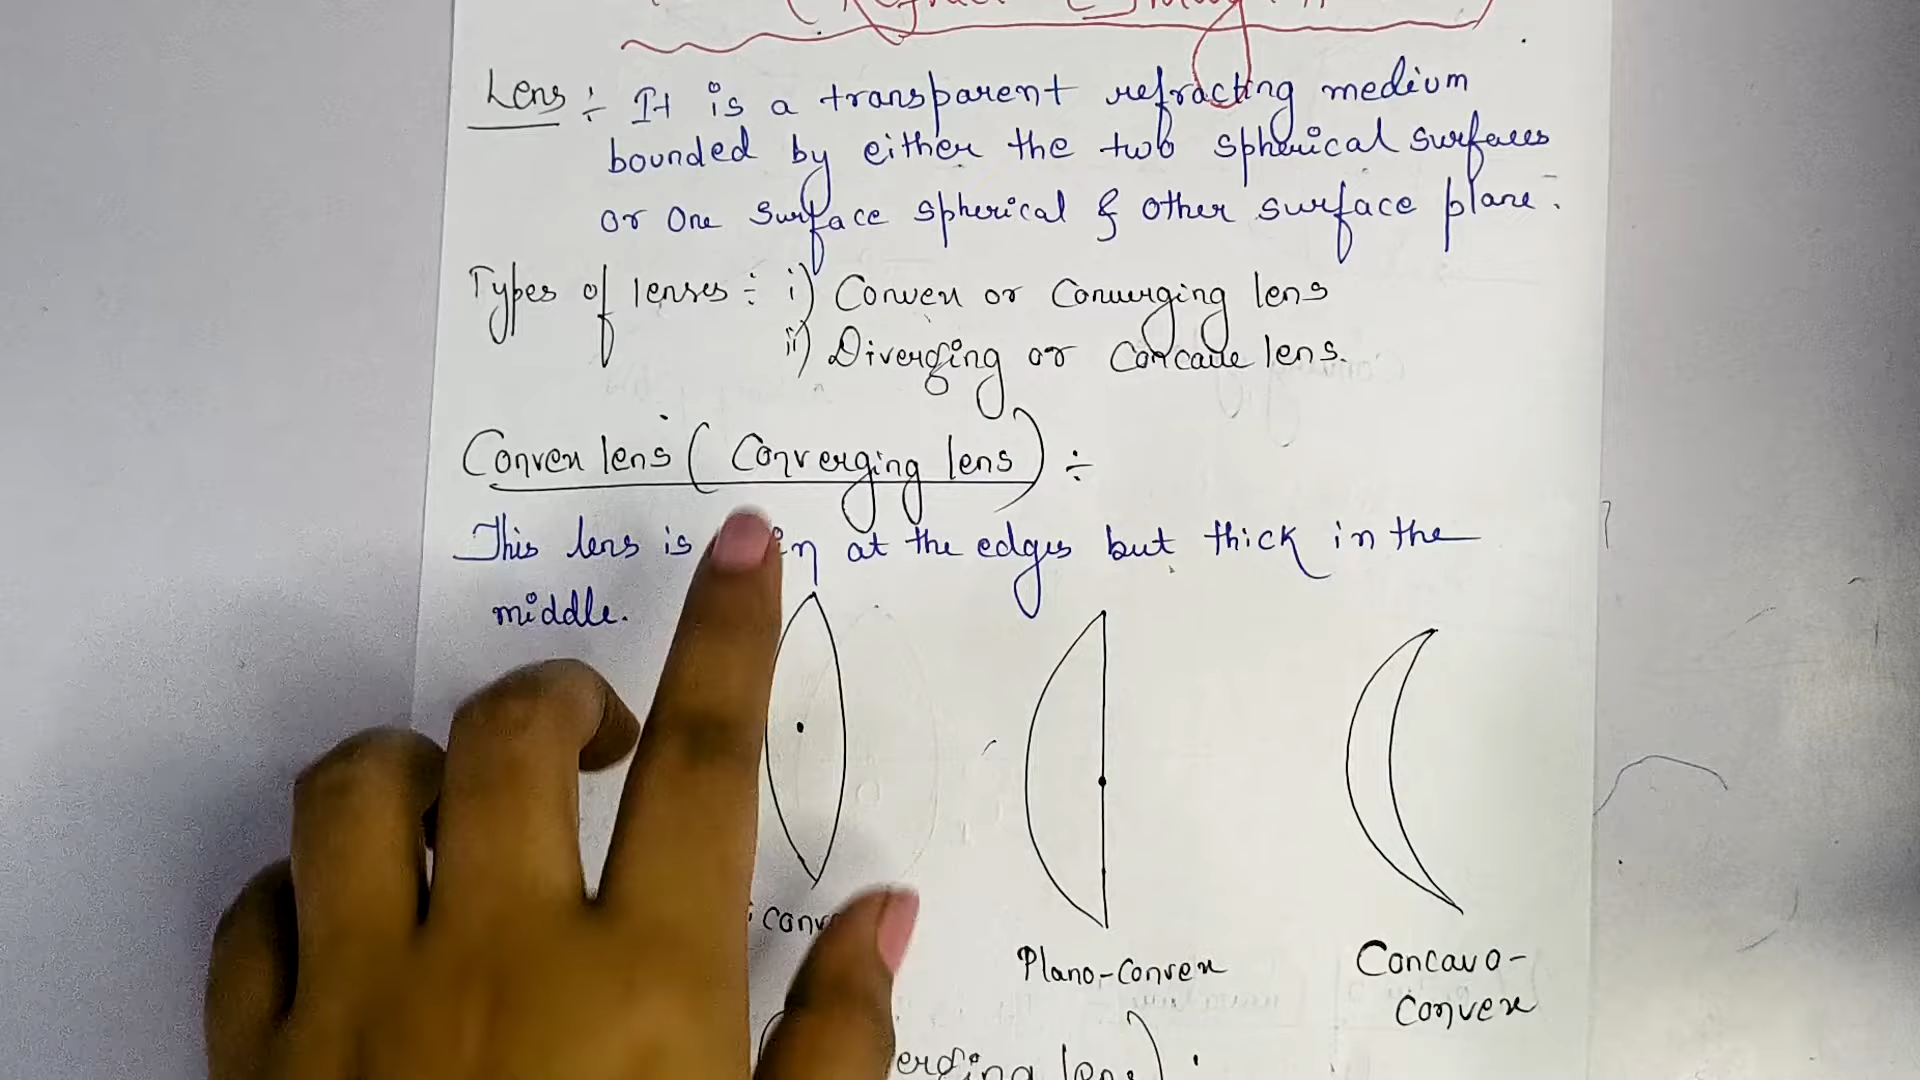 Lens ÷ It is a transparent refracting medium
bounded by either the two spherical surfaces
or one surface spherical & other surface plane.
Types of lenses ÷ i) Convex or Converging lens
ii) Diverging or Concave lens.
Convex lens (Converging lens) ÷
This lens is at the edges but thick in the
middle.
Plano-Convex
Concavo-
Convex
lens)